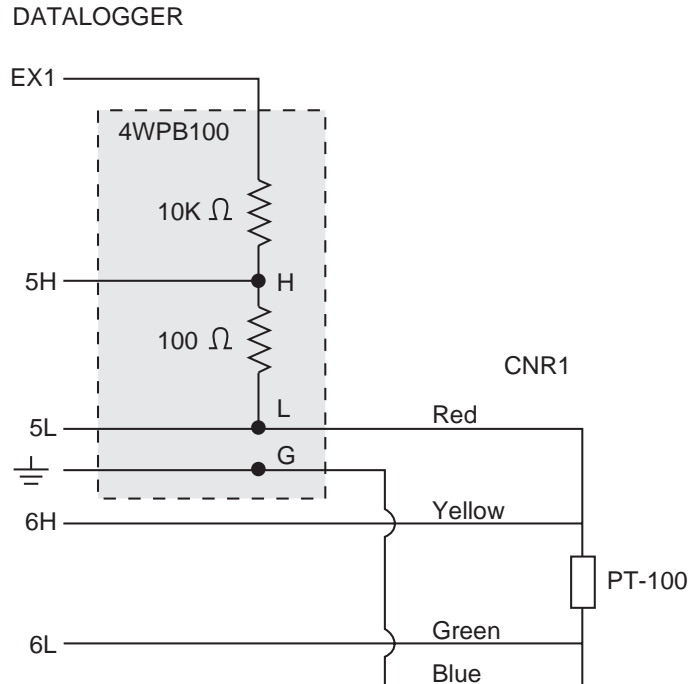 DATALOGGER
EX1
4WPB100
10K Ω
5H
H
100 Ω
CNR1
L
Red
5L
G
Yellow
6H
PT-100
Green
6L
Blue